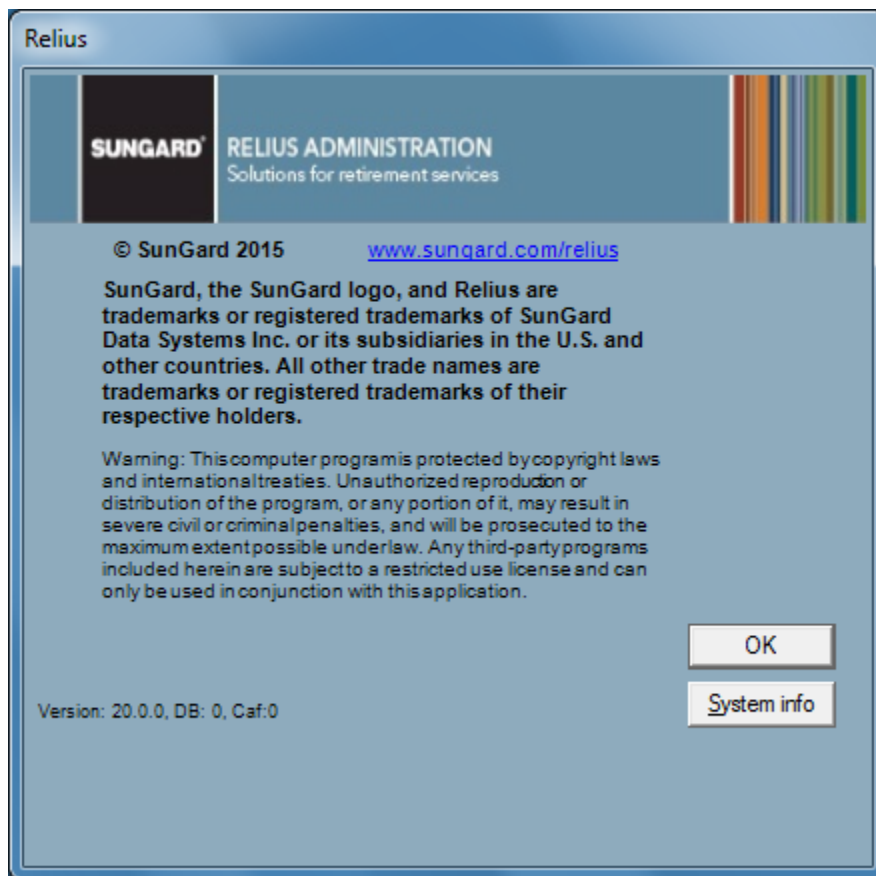 Relius
SUNGARD®
RELIUS ADMINISTRATION
Solutions for retirement services
© SunGard 2015 www.sungard.com/relius
SunGard, the SunGard logo, and Relius are
trademarks or registered trademarks of SunGard
Data Systems Inc. or its subsidiaries in the U.S. and
other countries. All other trade names are
trademarks or registered trademarks of their
respective holders.
Warning: This computer program is protected by copyright laws
and international treaties. Unauthorized reproduction or
distribution of the program, or any portion of it, may result in
severe civil or criminal penalties, and will be prosecuted to the
maximum extent possible under law. Any third-party programs
included herein are subject to a restricted use license and can
only be used in conjunction with this application.
OK
Version: 20.0.0, DB: 0, Caf:0
System info